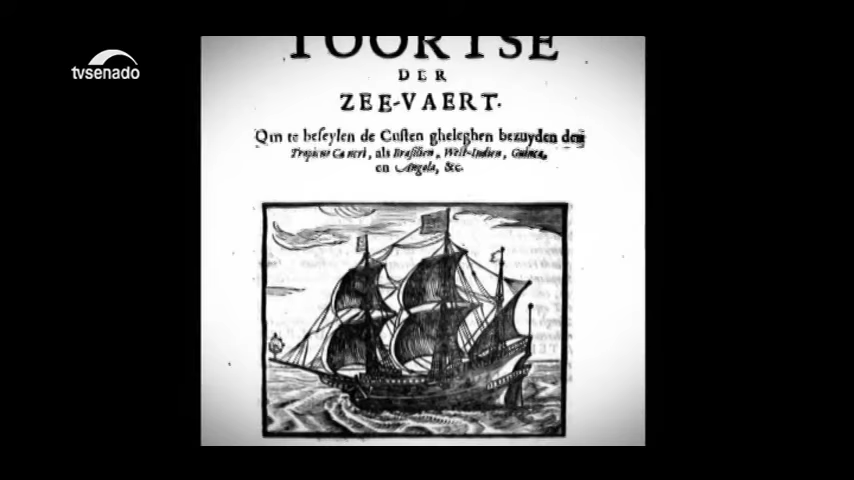 tvsenado
TOORTSE
DER
ZEE-VAERT.
Om te beseylen de Custen gheleghen bezuyden den
Tropicus Cancri, als Brasilien, West-Indien, Guinea,
en Angola, &c.